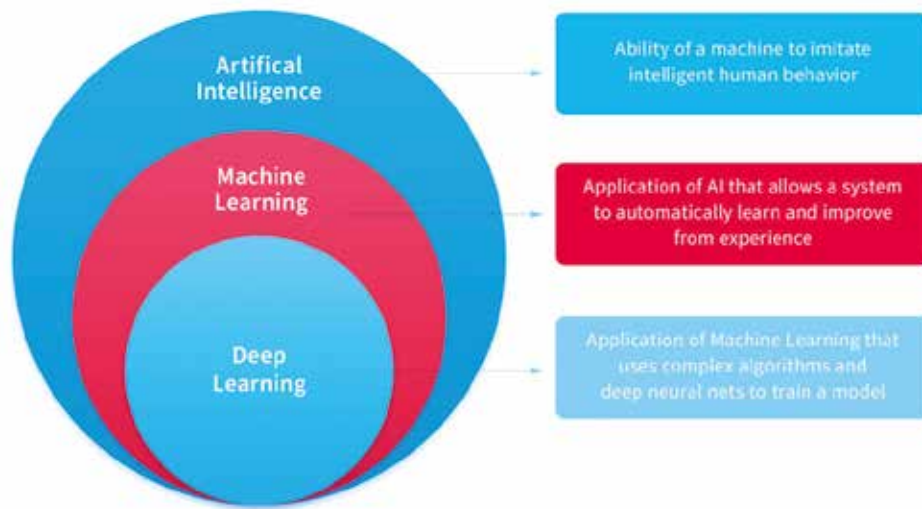 Artifical
Intelligence
Ability of a machine to imitate
intelligent human behavior
Machine
Learning
Application of AI that allows a system
to automatically learn and improve
from experience
Deep
Learning
Application of Machine Learning that
uses complex algorithms and
deep neural nets to train a model